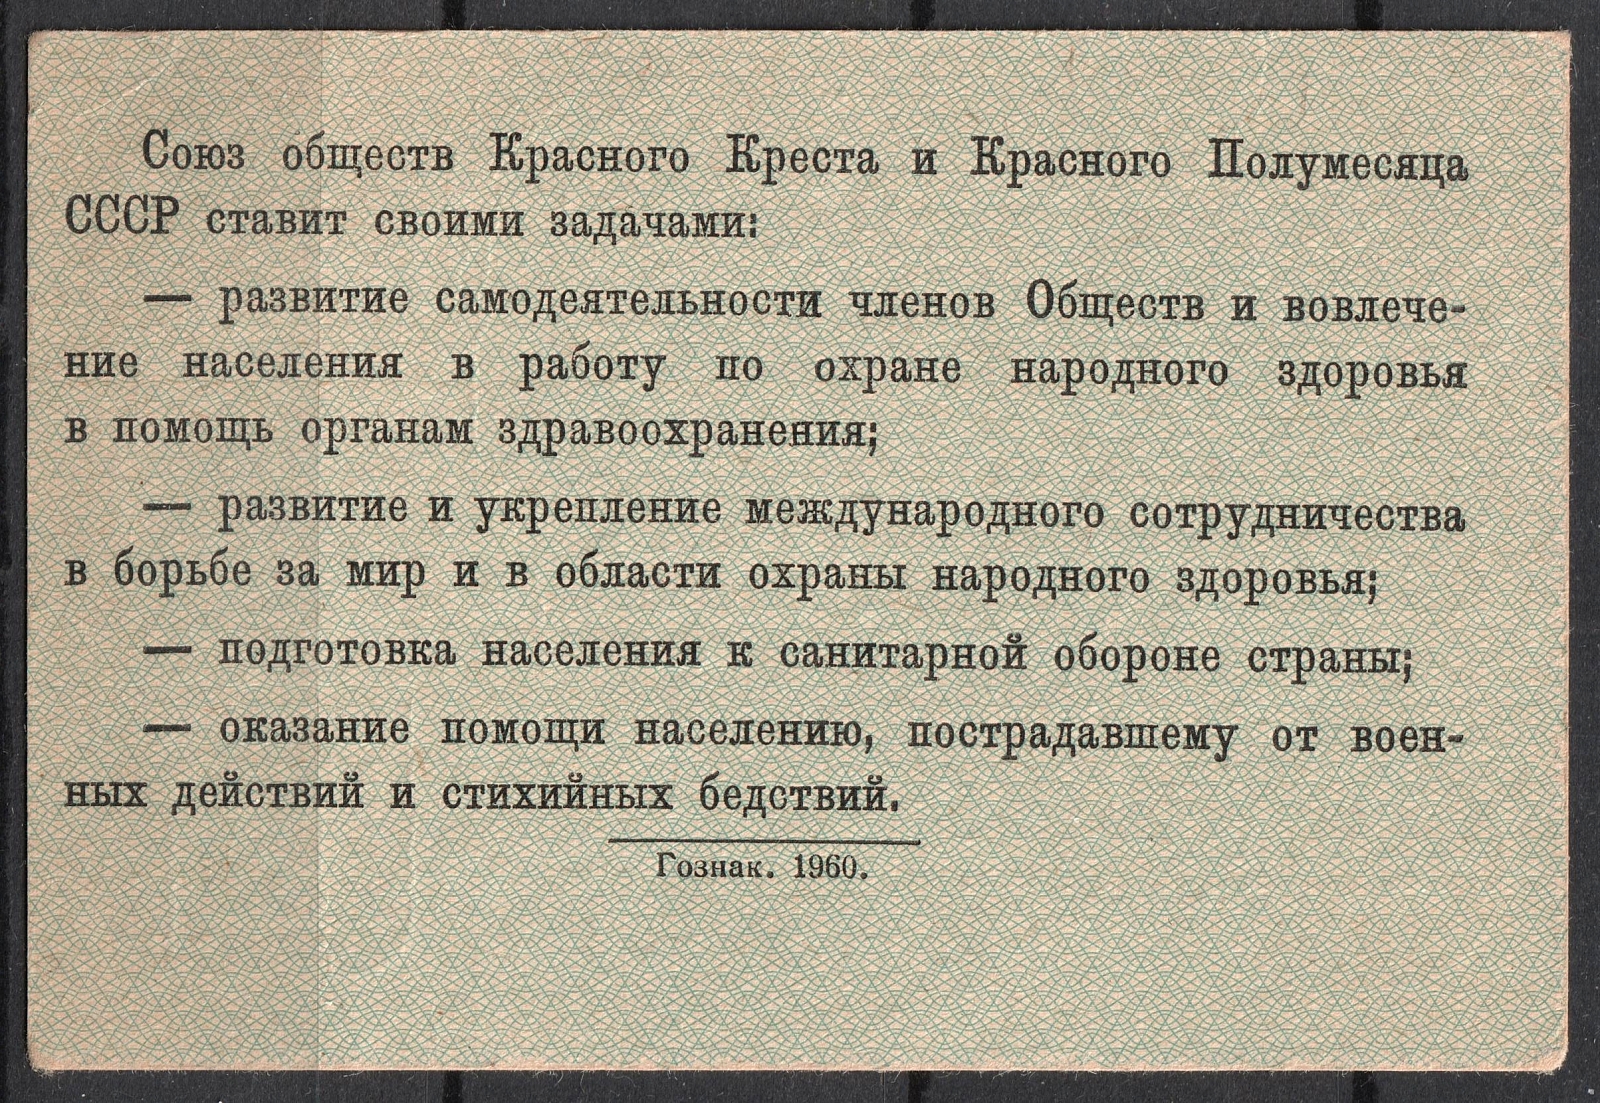 Союз обществ Красного Креста и Красного Полумесяца
СССР ставит своими задачами:
— развитие самодеятельности членов Обществ и вовлече-
ние населения в работу по охране народного здоровья
в помощь органам здравоохранения;
— развитие и укрепление международного сотрудничества
в борьбе за мир и в области охраны народного здоровья;
— подготовка населения к санитарной обороне страны;
— оказание помощи населению, пострадавшему от воен-
ных действий и стихийных бедствий.
Гознак. 1960.